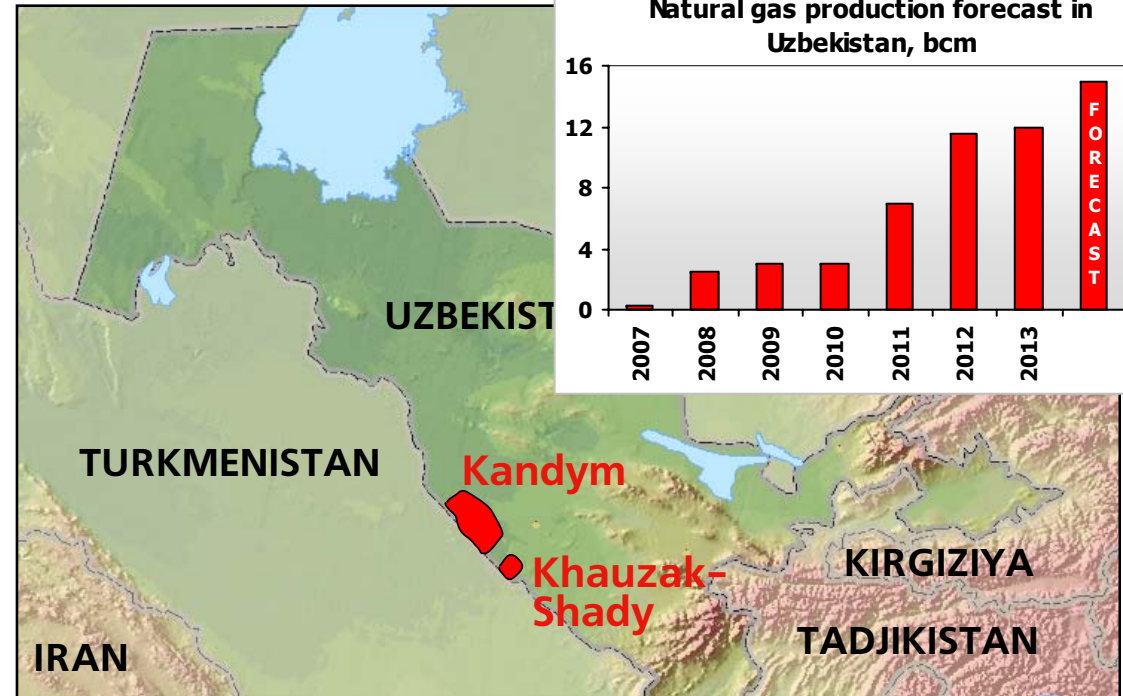 Natural gas production forecast in
Uzbekistan, bcm
16
12
8
4
0
FORECAST
2007
2008
2009
2010
2011
2012
2013
UZBEKIST
TURKMENISTAN
Kandym
Khauzak-
Shady
KIRGIZIYA
TADJIKISTAN
IRAN